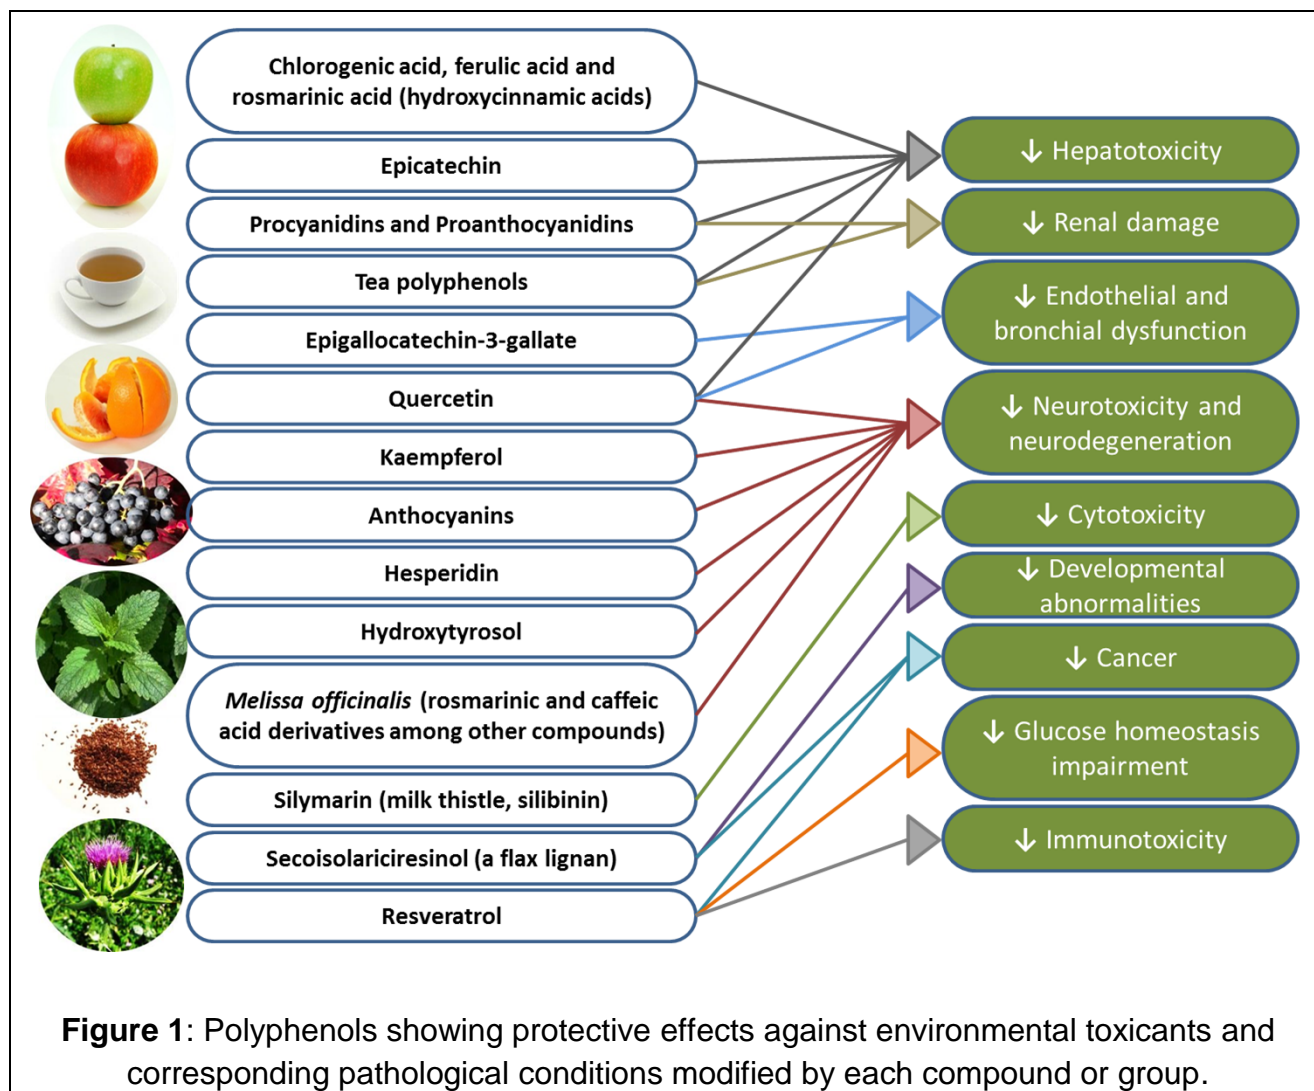 Chlorogenic acid, ferulic acid and
rosmarinic acid (hydroxycinnamic acids)
Epicatechin
Procyanidins and Proanthocyanidins
Tea polyphenols
Epigallocatechin-3-gallate
Quercetin
Kaempferol
Anthocyanins
Hesperidin
Hydroxytyrosol
Melissa officinalis (rosmarinic and caffeic
acid derivatives among other compounds)
Silymarin (milk thistle, silibinin)
Secoisolariciresinol (a flax lignan)
Resveratrol
↓ Hepatotoxicity
↓ Renal damage
↓ Endothelial and
bronchial dysfunction
↓ Neurotoxicity and
neurodegeneration
↓ Cytotoxicity
↓ Developmental
abnormalities
↓ Cancer
↓ Glucose homeostasis
impairment
↓ Immunotoxicity
Figure 1: Polyphenols showing protective effects against environmental toxicants and
corresponding pathological conditions modified by each compound or group.